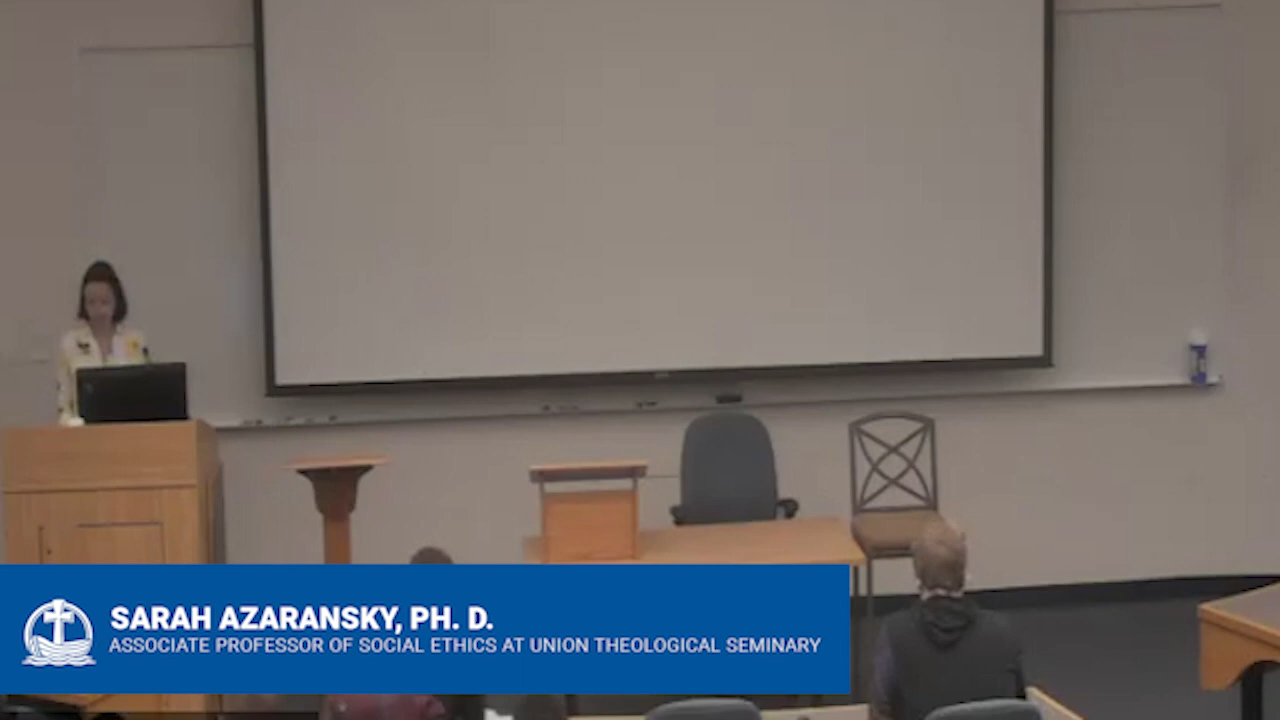 SARAH AZARANSKY, PH. D.
ASSOCIATE PROFESSOR OF SOCIAL ETHICS AT UNION THEOLOGICAL SEMINARY